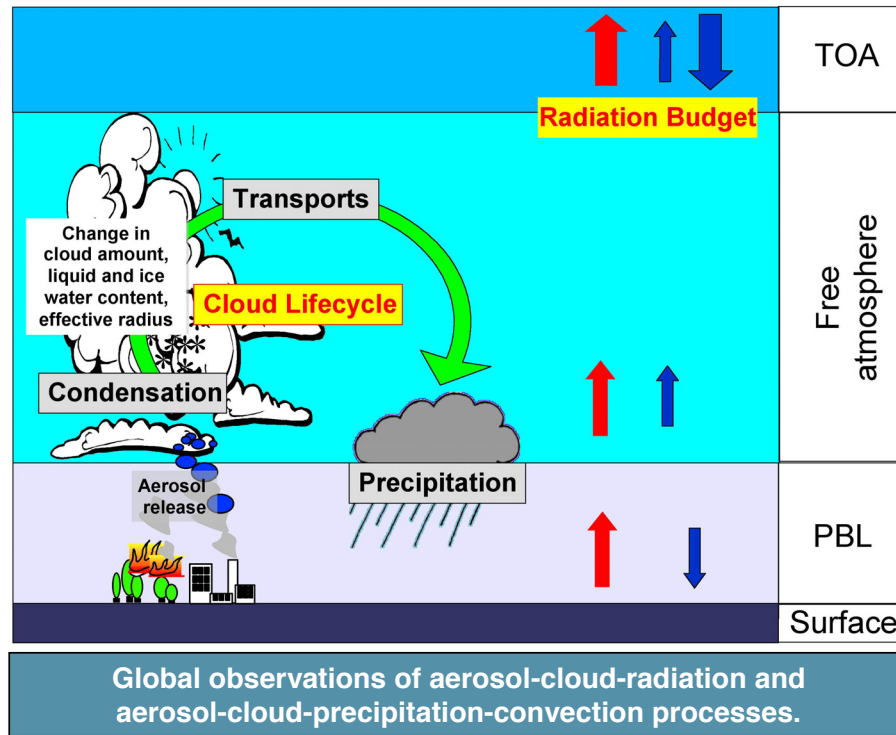 TOA
Radiation Budget
Transports
Change in
cloud amount,
liquid and ice
water content,
effective radius
Cloud Lifecycle
Free
atmosphere
Condensation
Aerosol
release
Precipitation
PBL
Surface
Global observations of aerosol-cloud-radiation and
aerosol-cloud-precipitation-convection processes.